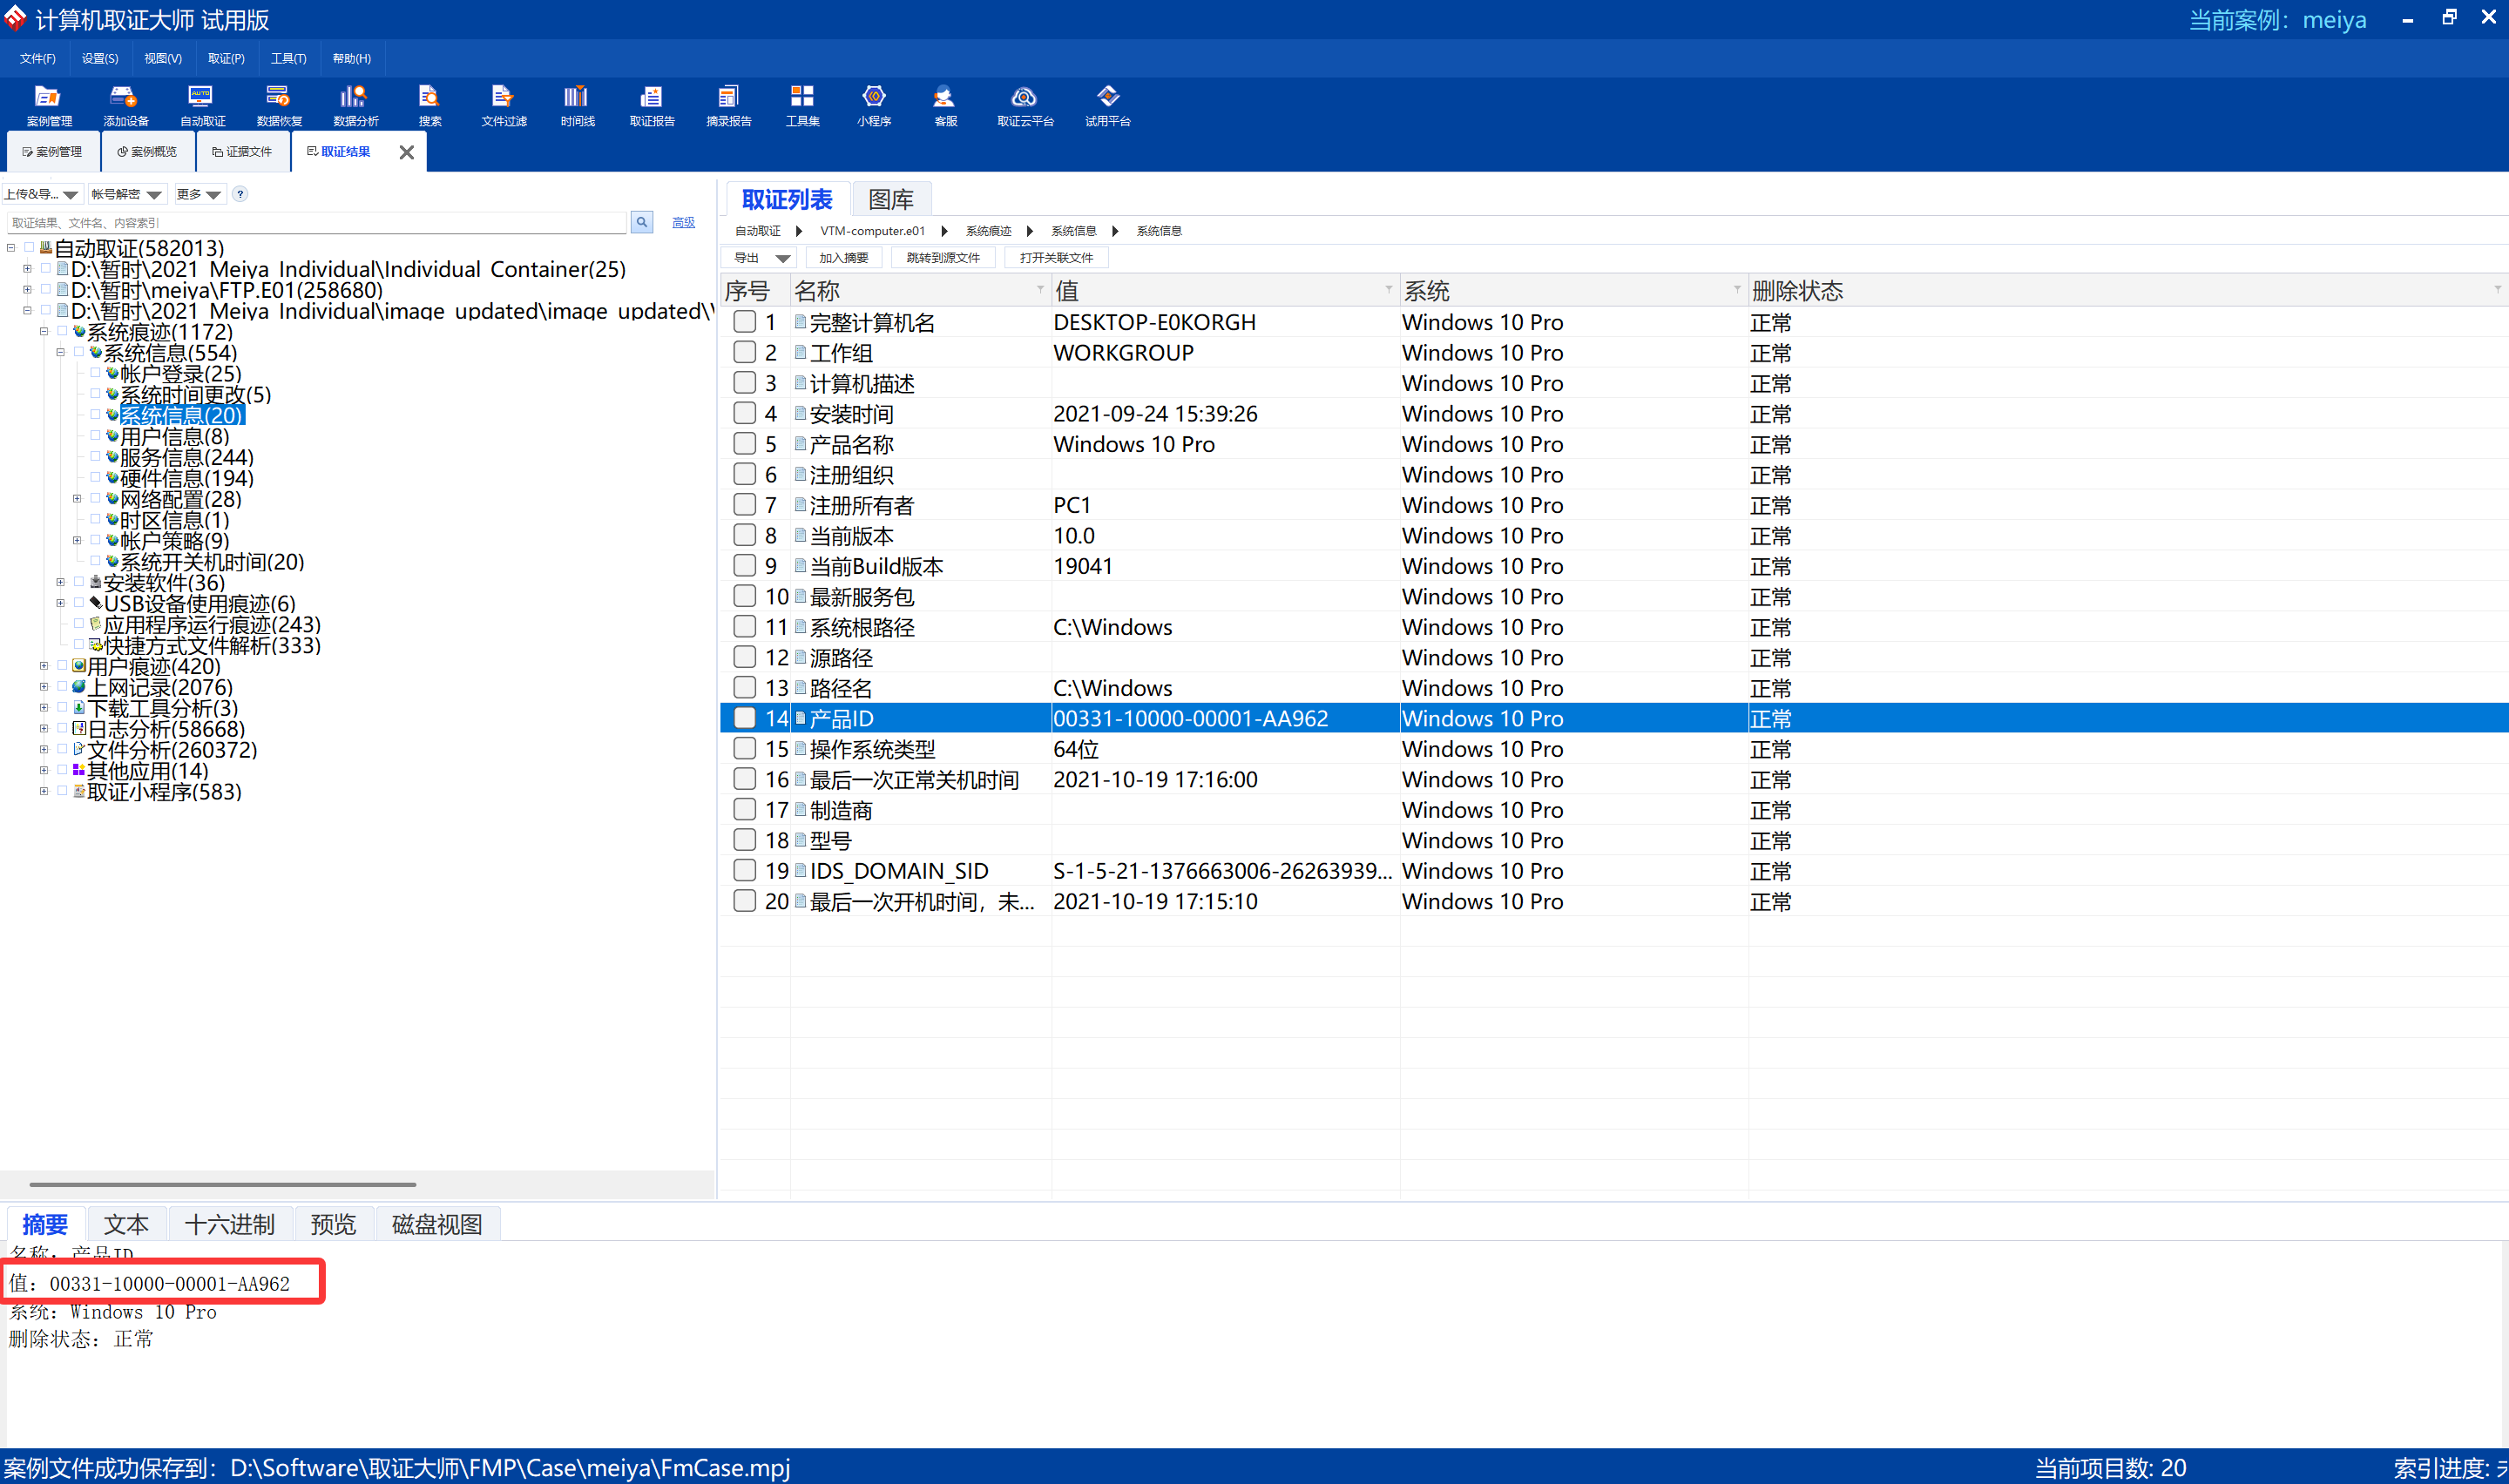 计算机取证大师 试用版
当前案例：meiya
文件(F) 设置(S) 视图(V) 取证(P) 工具(T) 帮助(H)
案例管理 添加设备 自动取证 数据恢复 数据分析 搜索 文件过滤 时间线 取证报告 摘录报告 工具集 小程序 客服 取证云平台 试用平台
案例管理 案例概览 证据文件 取证结果
上传&导... 帐号解密 更多 ?
取证结果、文件名、内容索引 高级
自动取证(582013)
D:\暂时\2021 Meiya Individual\Individual Container(25)
D:\暂时\meiya\FTP.E01(258680)
D:\暂时\2021 Meiya Individual\image updated\image updated\
系统痕迹(1172)
系统信息(554)
帐户登录(25)
系统时间更改(5)
系统信息(20)
用户信息(8)
服务信息(244)
硬件信息(194)
网络配置(28)
时区信息(1)
帐户策略(9)
系统开关机时间(20)
安装软件(36)
USB设备使用痕迹(6)
应用程序运行痕迹(243)
快捷方式文件解析(333)
用户痕迹(420)
上网记录(2076)
下载工具分析(3)
日志分析(58668)
文件分析(260372)
其他应用(14)
取证小程序(583)
取证列表 图库
自动取证 VTM-computer.e01 系统痕迹 系统信息 系统信息
导出 加入摘要 跳转到源文件 打开关联文件
序号 名称 值 系统 删除状态
1 完整计算机名 DESKTOP-E0KORGH Windows 10 Pro 正常
2 工作组 WORKGROUP Windows 10 Pro 正常
3 计算机描述 Windows 10 Pro 正常
4 安装时间 2021-09-24 15:39:26 Windows 10 Pro 正常
5 产品名称 Windows 10 Pro Windows 10 Pro 正常
6 注册组织 Windows 10 Pro 正常
7 注册所有者 PC1 Windows 10 Pro 正常
8 当前版本 10.0 Windows 10 Pro 正常
9 当前Build版本 19041 Windows 10 Pro 正常
10 最新服务包 Windows 10 Pro 正常
11 系统根路径 C:\Windows Windows 10 Pro 正常
12 源路径 Windows 10 Pro 正常
13 路径名 C:\Windows Windows 10 Pro 正常
14 产品ID 00331-10000-00001-AA962 Windows 10 Pro 正常
15 操作系统类型 64位 Windows 10 Pro 正常
16 最后一次正常关机时间 2021-10-19 17:16:00 Windows 10 Pro 正常
17 制造商 Windows 10 Pro 正常
18 型号 Windows 10 Pro 正常
19 IDS_DOMAIN_SID S-1-5-21-1376663006-26263939... Windows 10 Pro 正常
20 最后一次开机时间，未... 2021-10-19 17:15:10 Windows 10 Pro 正常
摘要 文本 十六进制 预览 磁盘视图
名称：产品ID
值：00331-10000-00001-AA962
系统：Windows 10 Pro
删除状态：正常
案例文件成功保存到：D:\Software\取证大师\FMP\Case\meiya\FmCase.mpj
当前项目数: 20
索引进度: